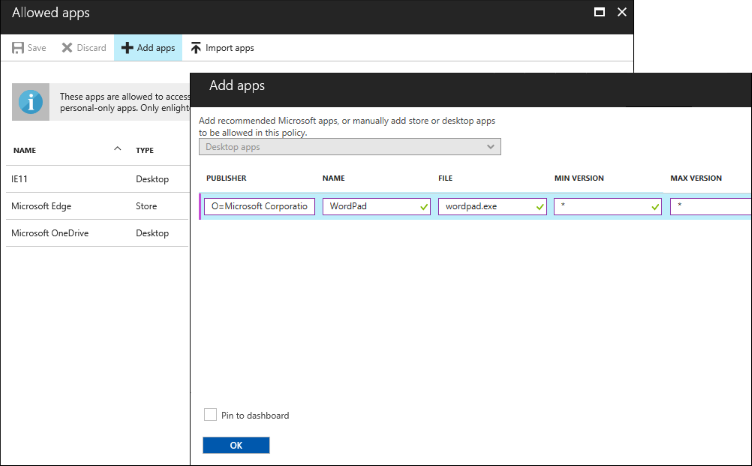 Allowed apps
Save
Discard
Add apps
Import apps
These apps are allowed to access
personal-only apps. Only enlighte
NAME
TYPE
IE11
Desktop
Microsoft Edge
Store
Microsoft OneDrive
Desktop
Add apps
Add recommended Microsoft apps, or manually add store or desktop apps
to be allowed in this policy.
Desktop apps
PUBLISHER
NAME
FILE
MIN VERSION
MAX VERSION
O=Microsoft Corporatio
WordPad
wordpad.exe
*
*
Pin to dashboard
OK